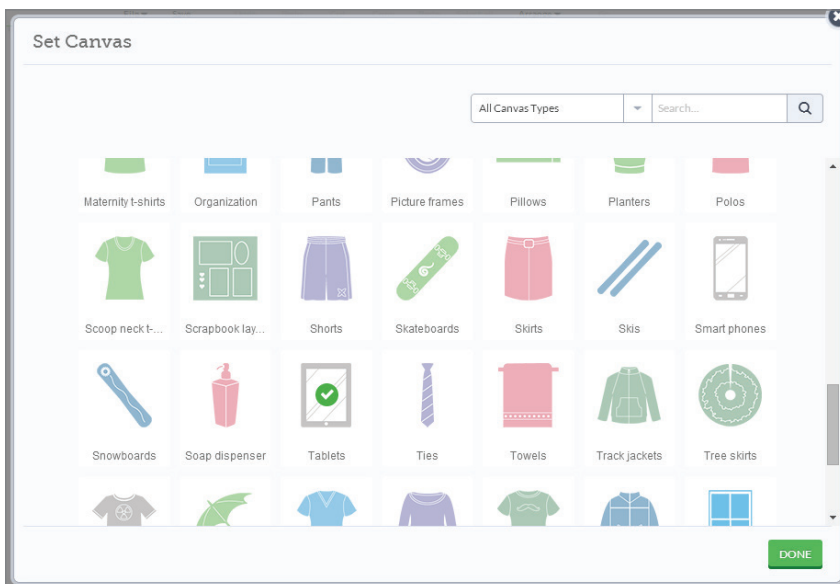 Set Canvas
All Canvas Types
Search...
Maternity t-shirts
Organization
Pants
Picture frames
Pillows
Planters
Polos
Scoop neck t-...
Scrapbook lay...
Shorts
Skateboards
Skirts
Skis
Smart phones
Snowboards
Soap dispenser
Tablets
Ties
Towels
Track jackets
Tree skirts
DONE